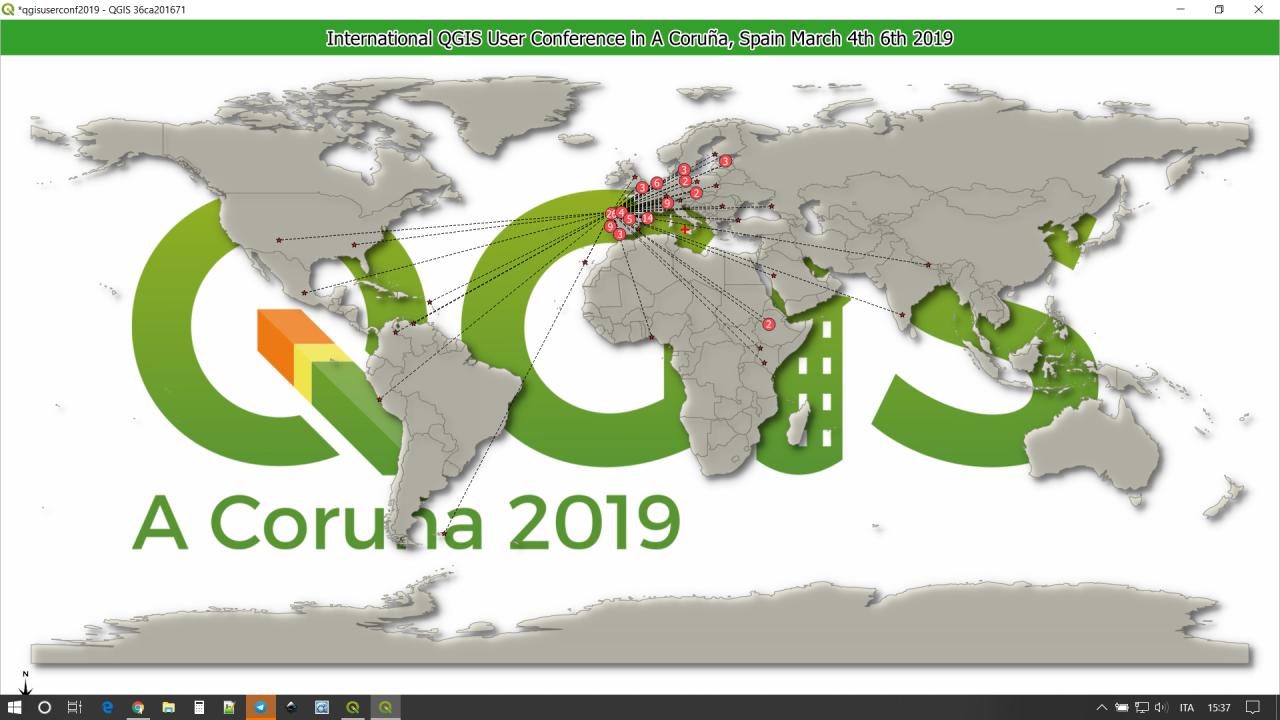 *qgisuserconf2019 - QGIS 36ca201671
International QGIS User Conference in A Coruña, Spain March 4th 6th 2019
3
3
6
3
2
2
9
26
4
5
14
9
3
2
QGIS
A Coruña 2019
N
ITA
15:37